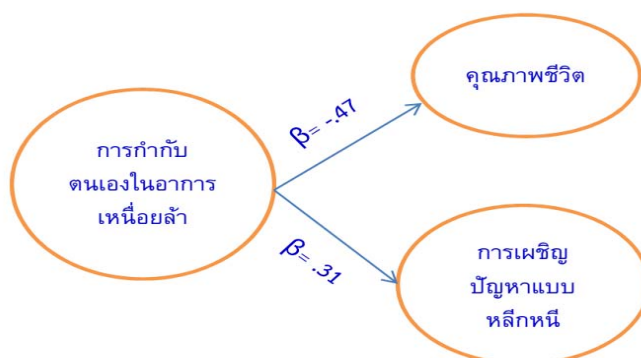 การกำกับ
ตนเองในอาการ
เหนื่อยล้า
β= -.47
คุณภาพชีวิต
β= .31
การเผชิญ
ปัญหาแบบ
หลีกหนี